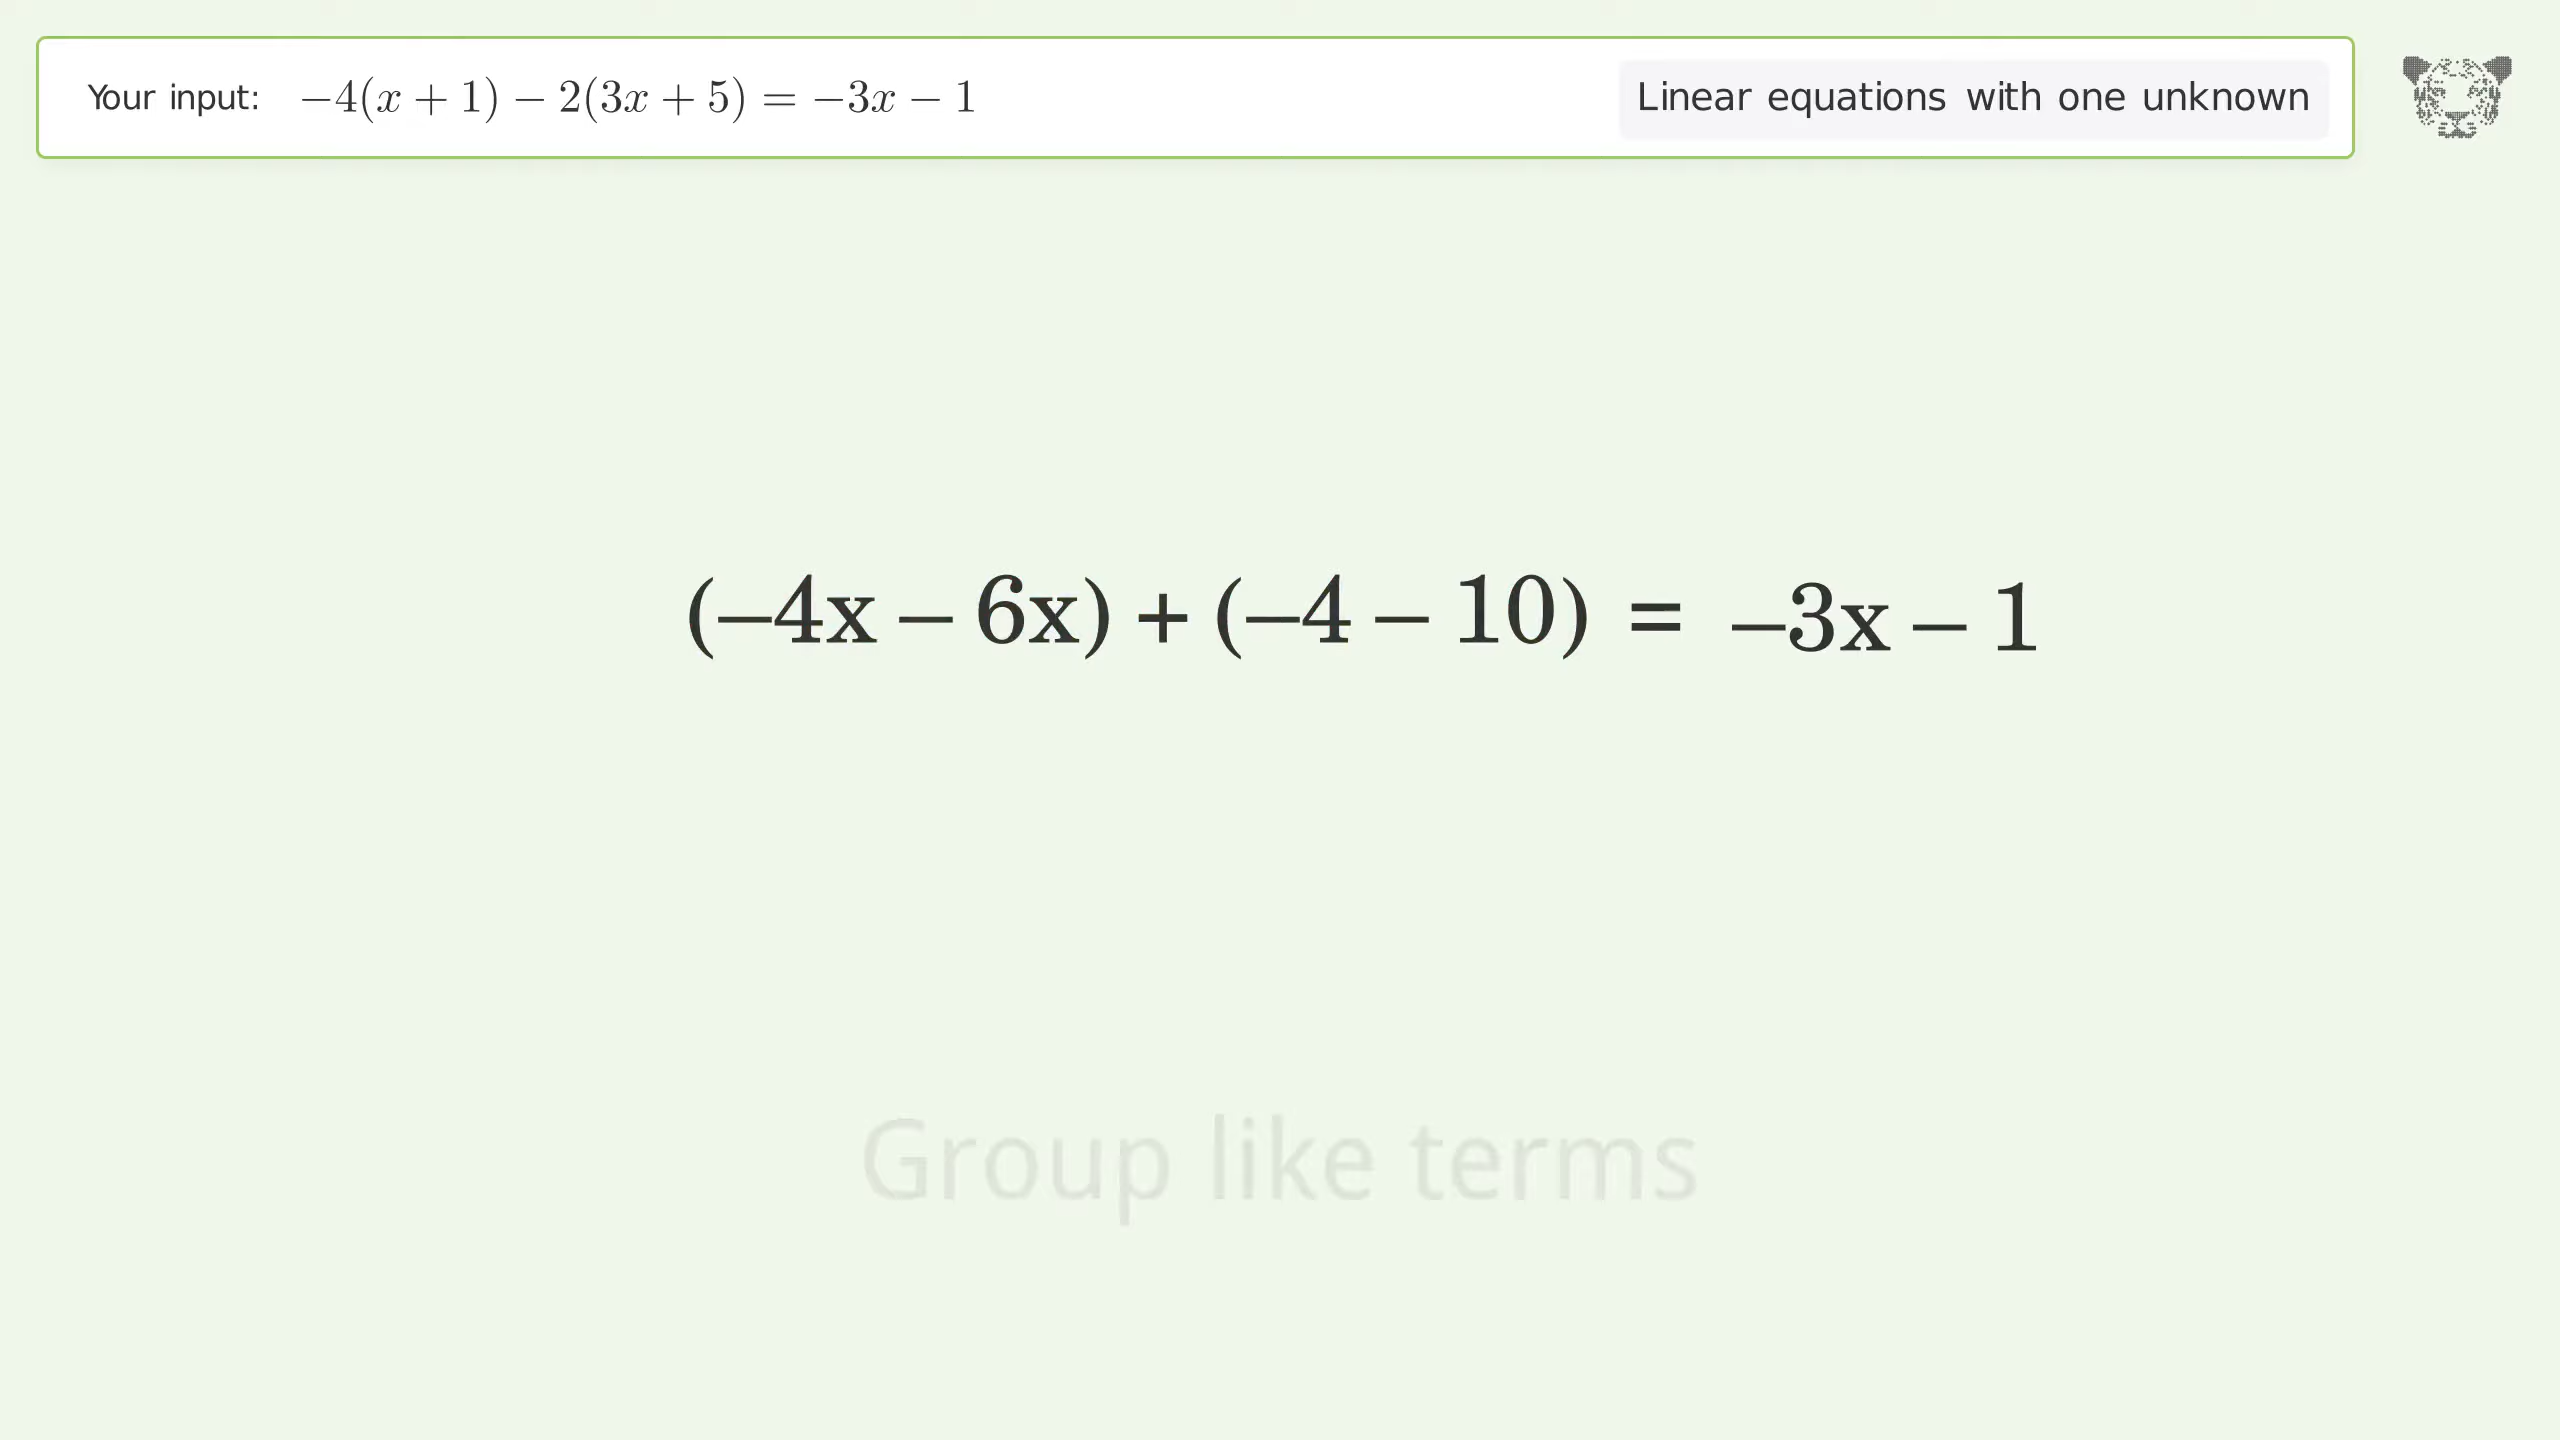 Your input: −4(x + 1) − 2(3x + 5) = −3x − 1
Linear equations with one unknown
(−4x − 6x) + (−4 − 10) = −3x − 1
Group like terms